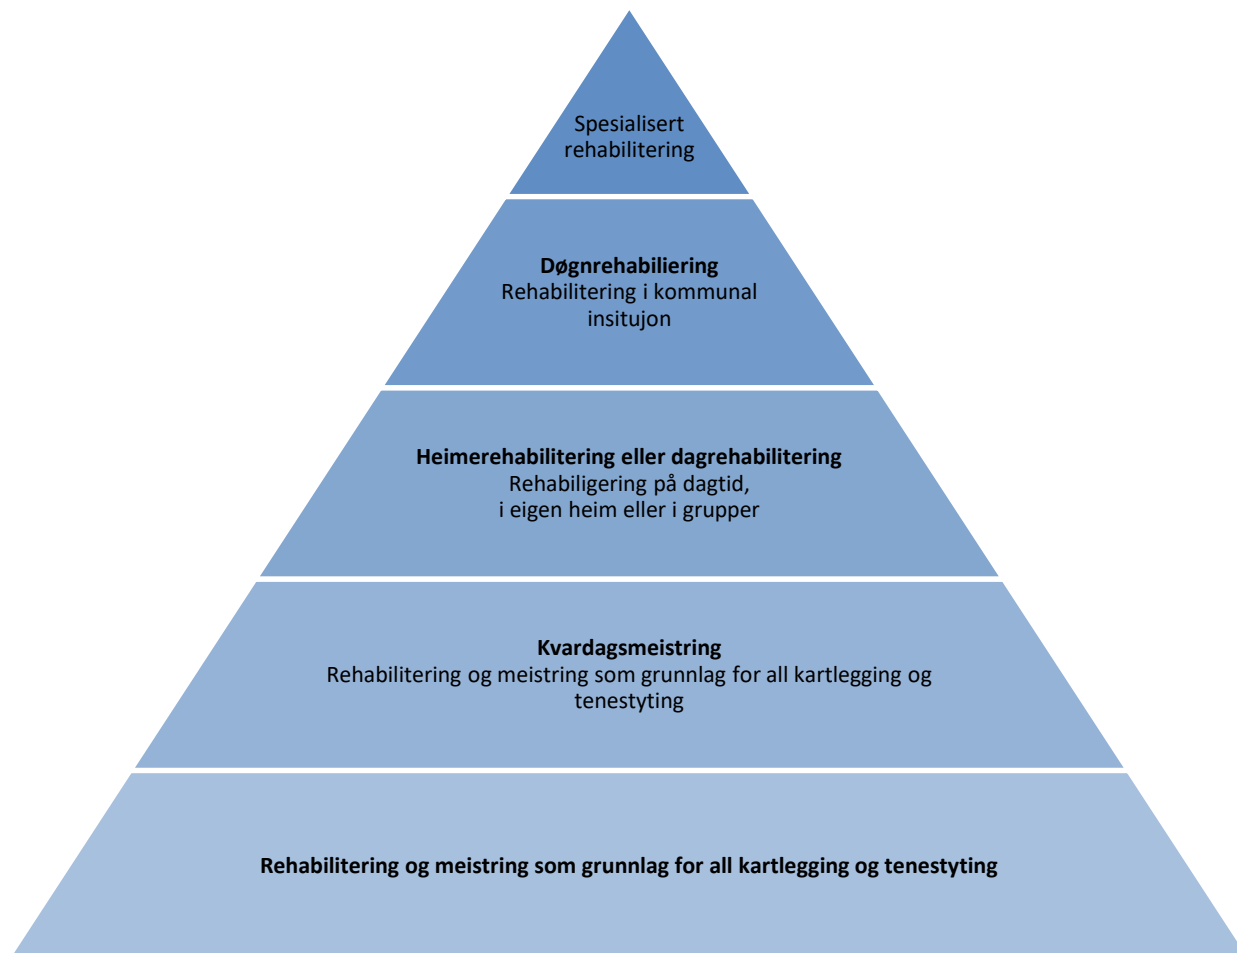 Spesialisert
rehabilitering
Døgnrehabiliering
Rehabilitering i kommunal
insitujon
Heimerehabilitering eller dagrehabilitering
Rehabiligering på dagtid,
i eigen heim eller i grupper
Kvardagsmeistring
Rehabilitering og meistring som grunnlag for all kartlegging og
tenestyting
Rehabilitering og meistring som grunnlag for all kartlegging og tenestyting